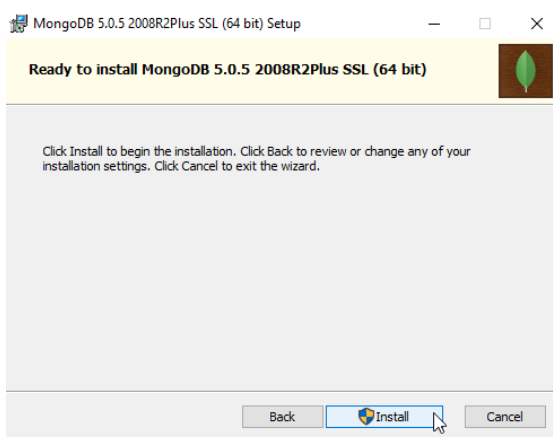 MongoDB 5.0.5 2008R2Plus SSL (64 bit) Setup
Ready to install MongoDB 5.0.5 2008R2Plus SSL (64 bit)
Click Install to begin the installation. Click Back to review or change any of your
installation settings. Click Cancel to exit the wizard.
Back Install Cancel